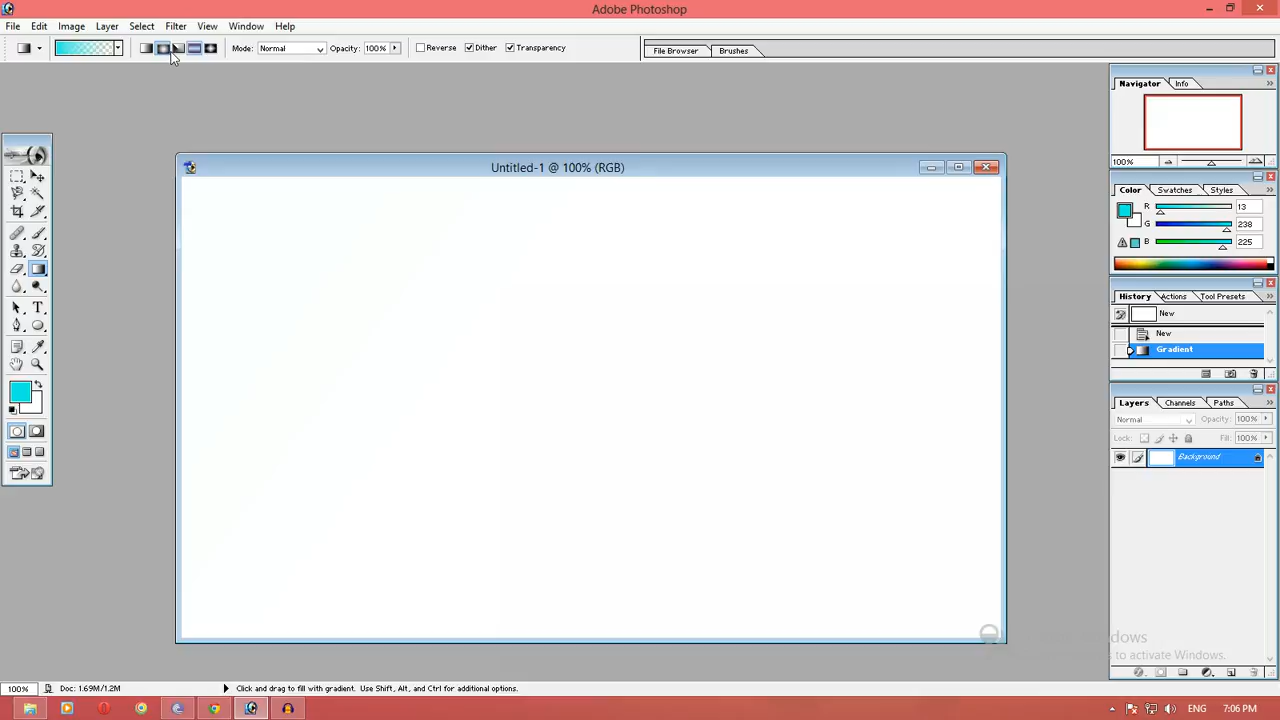 Adobe Photoshop
File Edit Image Layer Select Filter View Window Help
Mode: Normal Opacity: 100% Reverse Dither Transparency File Browser Brushes
Navigator Info
100%
Untitled-1 @ 100% (RGB)
Color Swatches Styles
R 13
G 238
B 225
History Actions Tool Presets
New
New
Gradient
Layers Channels Paths
Normal Opacity: 100%
Lock: Fill: 100%
Background
dows
to activate Windows.
100% Doc: 1.69M/1.2M Click and drag to fill with gradient. Use Shift, Alt, and Ctrl for additional options.
ENG 7:06 PM